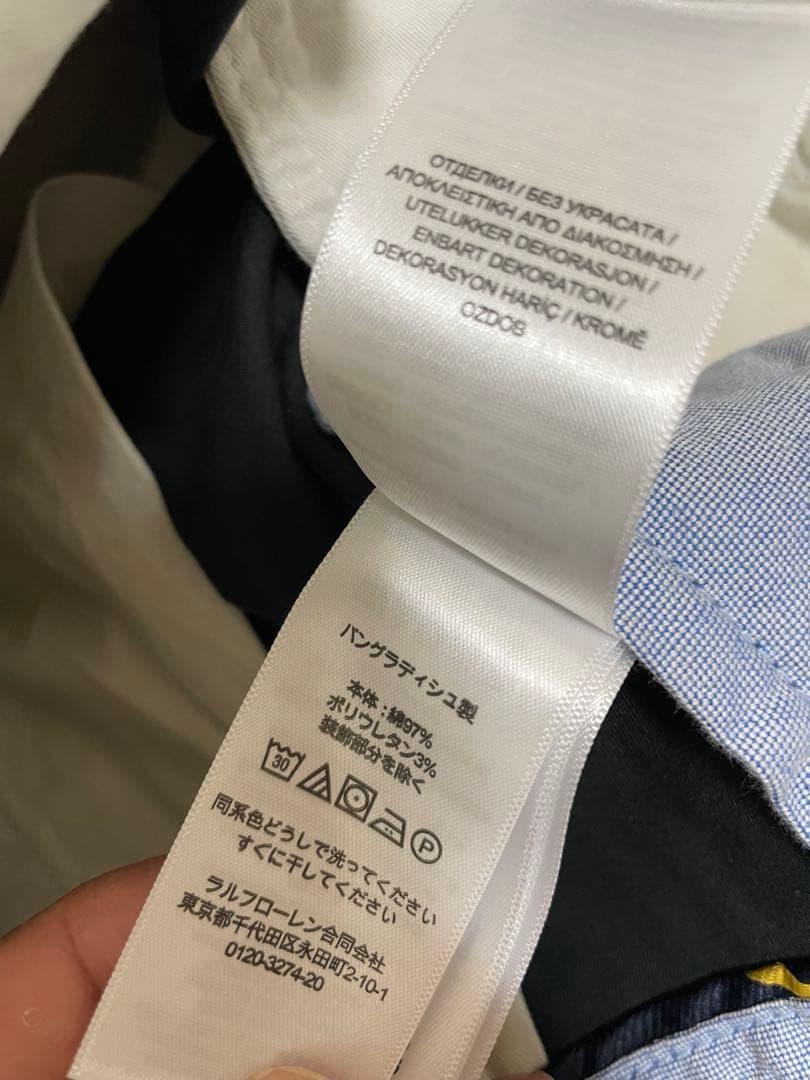 ОТДЕЛКИ / БЕЗ УКРАСАТА /
ΑΠΟΚΛΕΙΣΤΙΚΗ ΑΠΟ ΔΙΑΚΟΣΜΗΣΗ /
UTELUKKER DEKORASJON /
ENBART DEKORATION /
DEKORASYON HARİÇ / KROMĚ
OZDOB
バングラディシュ製
本体：綿97%
ポリウレタン3%
装飾部分を除く
30 P
同系色どうしで洗ってください
すぐに干してください
ラルフローレン合同会社
東京都千代田区永田町2-10-1
0120-3274-20